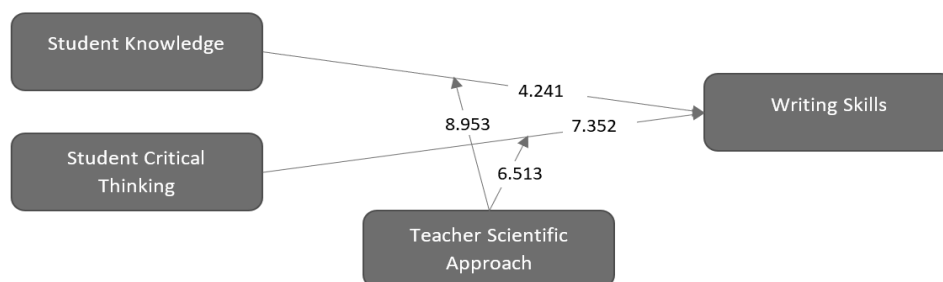 Student Knowledge
4.241
Writing Skills
8.953
7.352
Student Critical
Thinking
6.513
Teacher Scientific
Approach